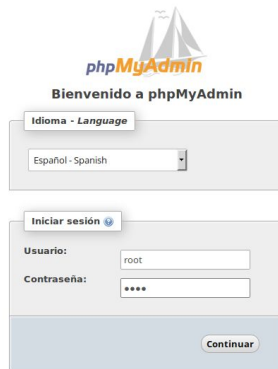 phpMyAdmin
Bienvenido a phpMyAdmin
Idioma - Language
Español - Spanish
Iniciar sesión
Usuario:
root
Contraseña:
••••
Continuar